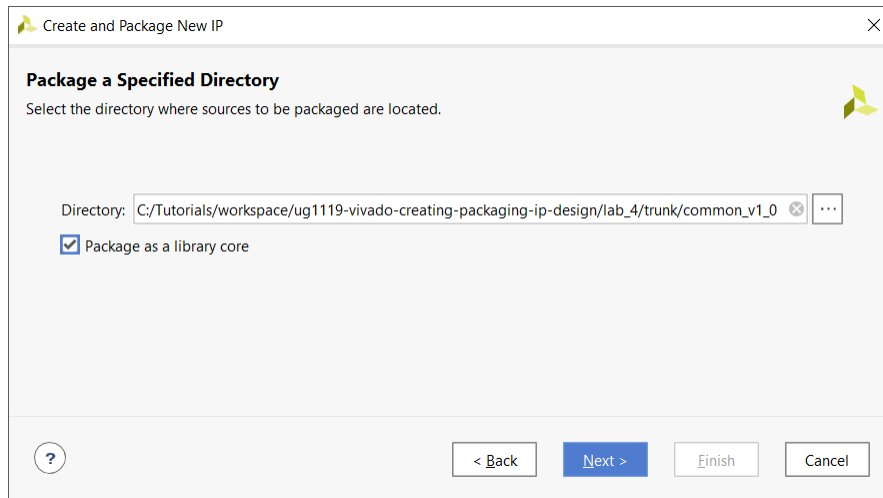 Create and Package New IP
Package a Specified Directory
Select the directory where sources to be packaged are located.
Directory: C:/Tutorials/workspace/ug1119-vivado-creating-packaging-ip-design/lab_4/trunk/common_v1_0 ...
Package as a library core
? < Back Next > Finish Cancel